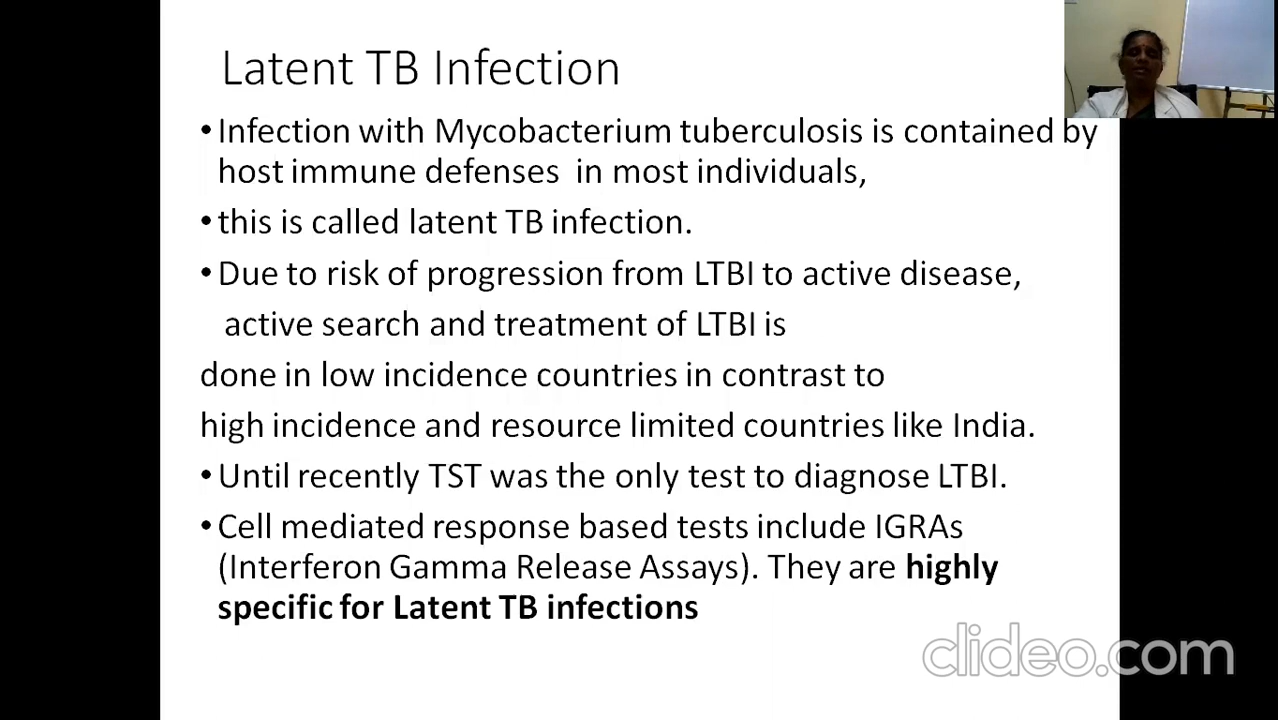 Latent TB Infection
• Infection with Mycobacterium tuberculosis is contained by
host immune defenses  in most individuals,
• this is called latent TB infection.
• Due to risk of progression from LTBI to active disease,
active search and treatment of LTBI is
done in low incidence countries in contrast to
high incidence and resource limited countries like India.
• Until recently TST was the only test to diagnose LTBI.
• Cell mediated response based tests include IGRAs
(Interferon Gamma Release Assays). They are highly
specific for Latent TB infections
clideo.com